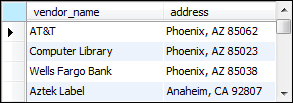 vendor_name address
AT&T Phoenix, AZ 85062
Computer Library Phoenix, AZ 85023
Wells Fargo Bank Phoenix, AZ 85038
Aztek Label Anaheim, CA 92807